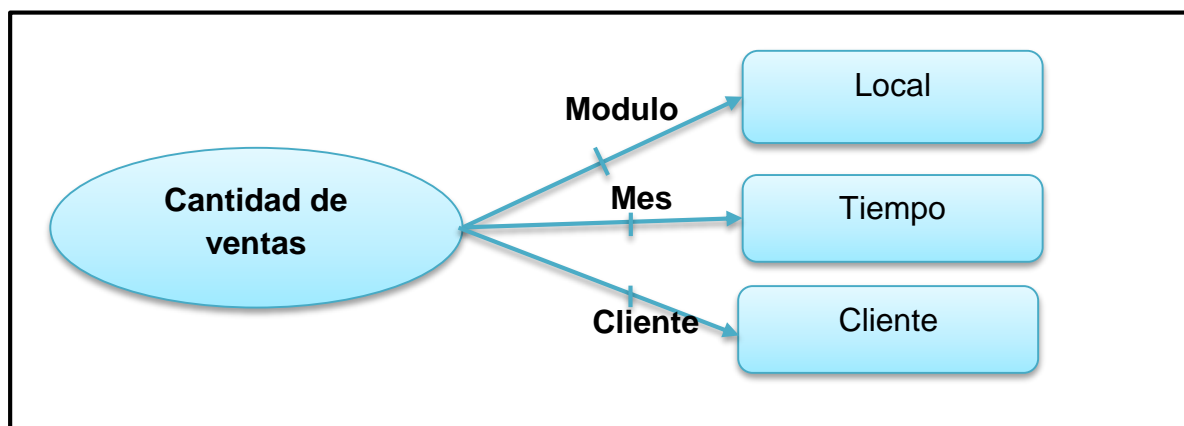 Cantidad de
ventas
Modulo
Local
Mes
Tiempo
Cliente
Cliente